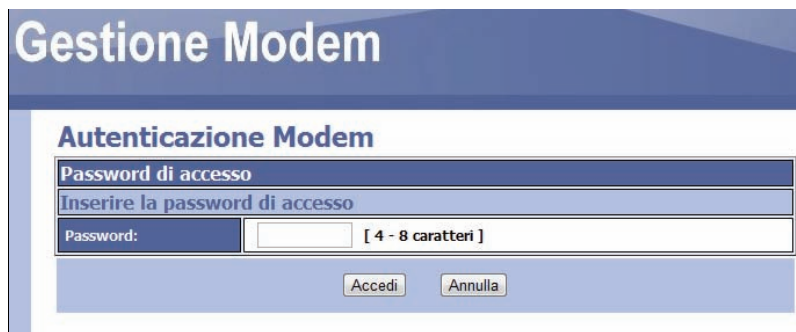 Gestione Modem
Autenticazione Modem
Password di accesso
Inserire la password di accesso
Password: [ 4 - 8 caratteri ]
Accedi Annulla